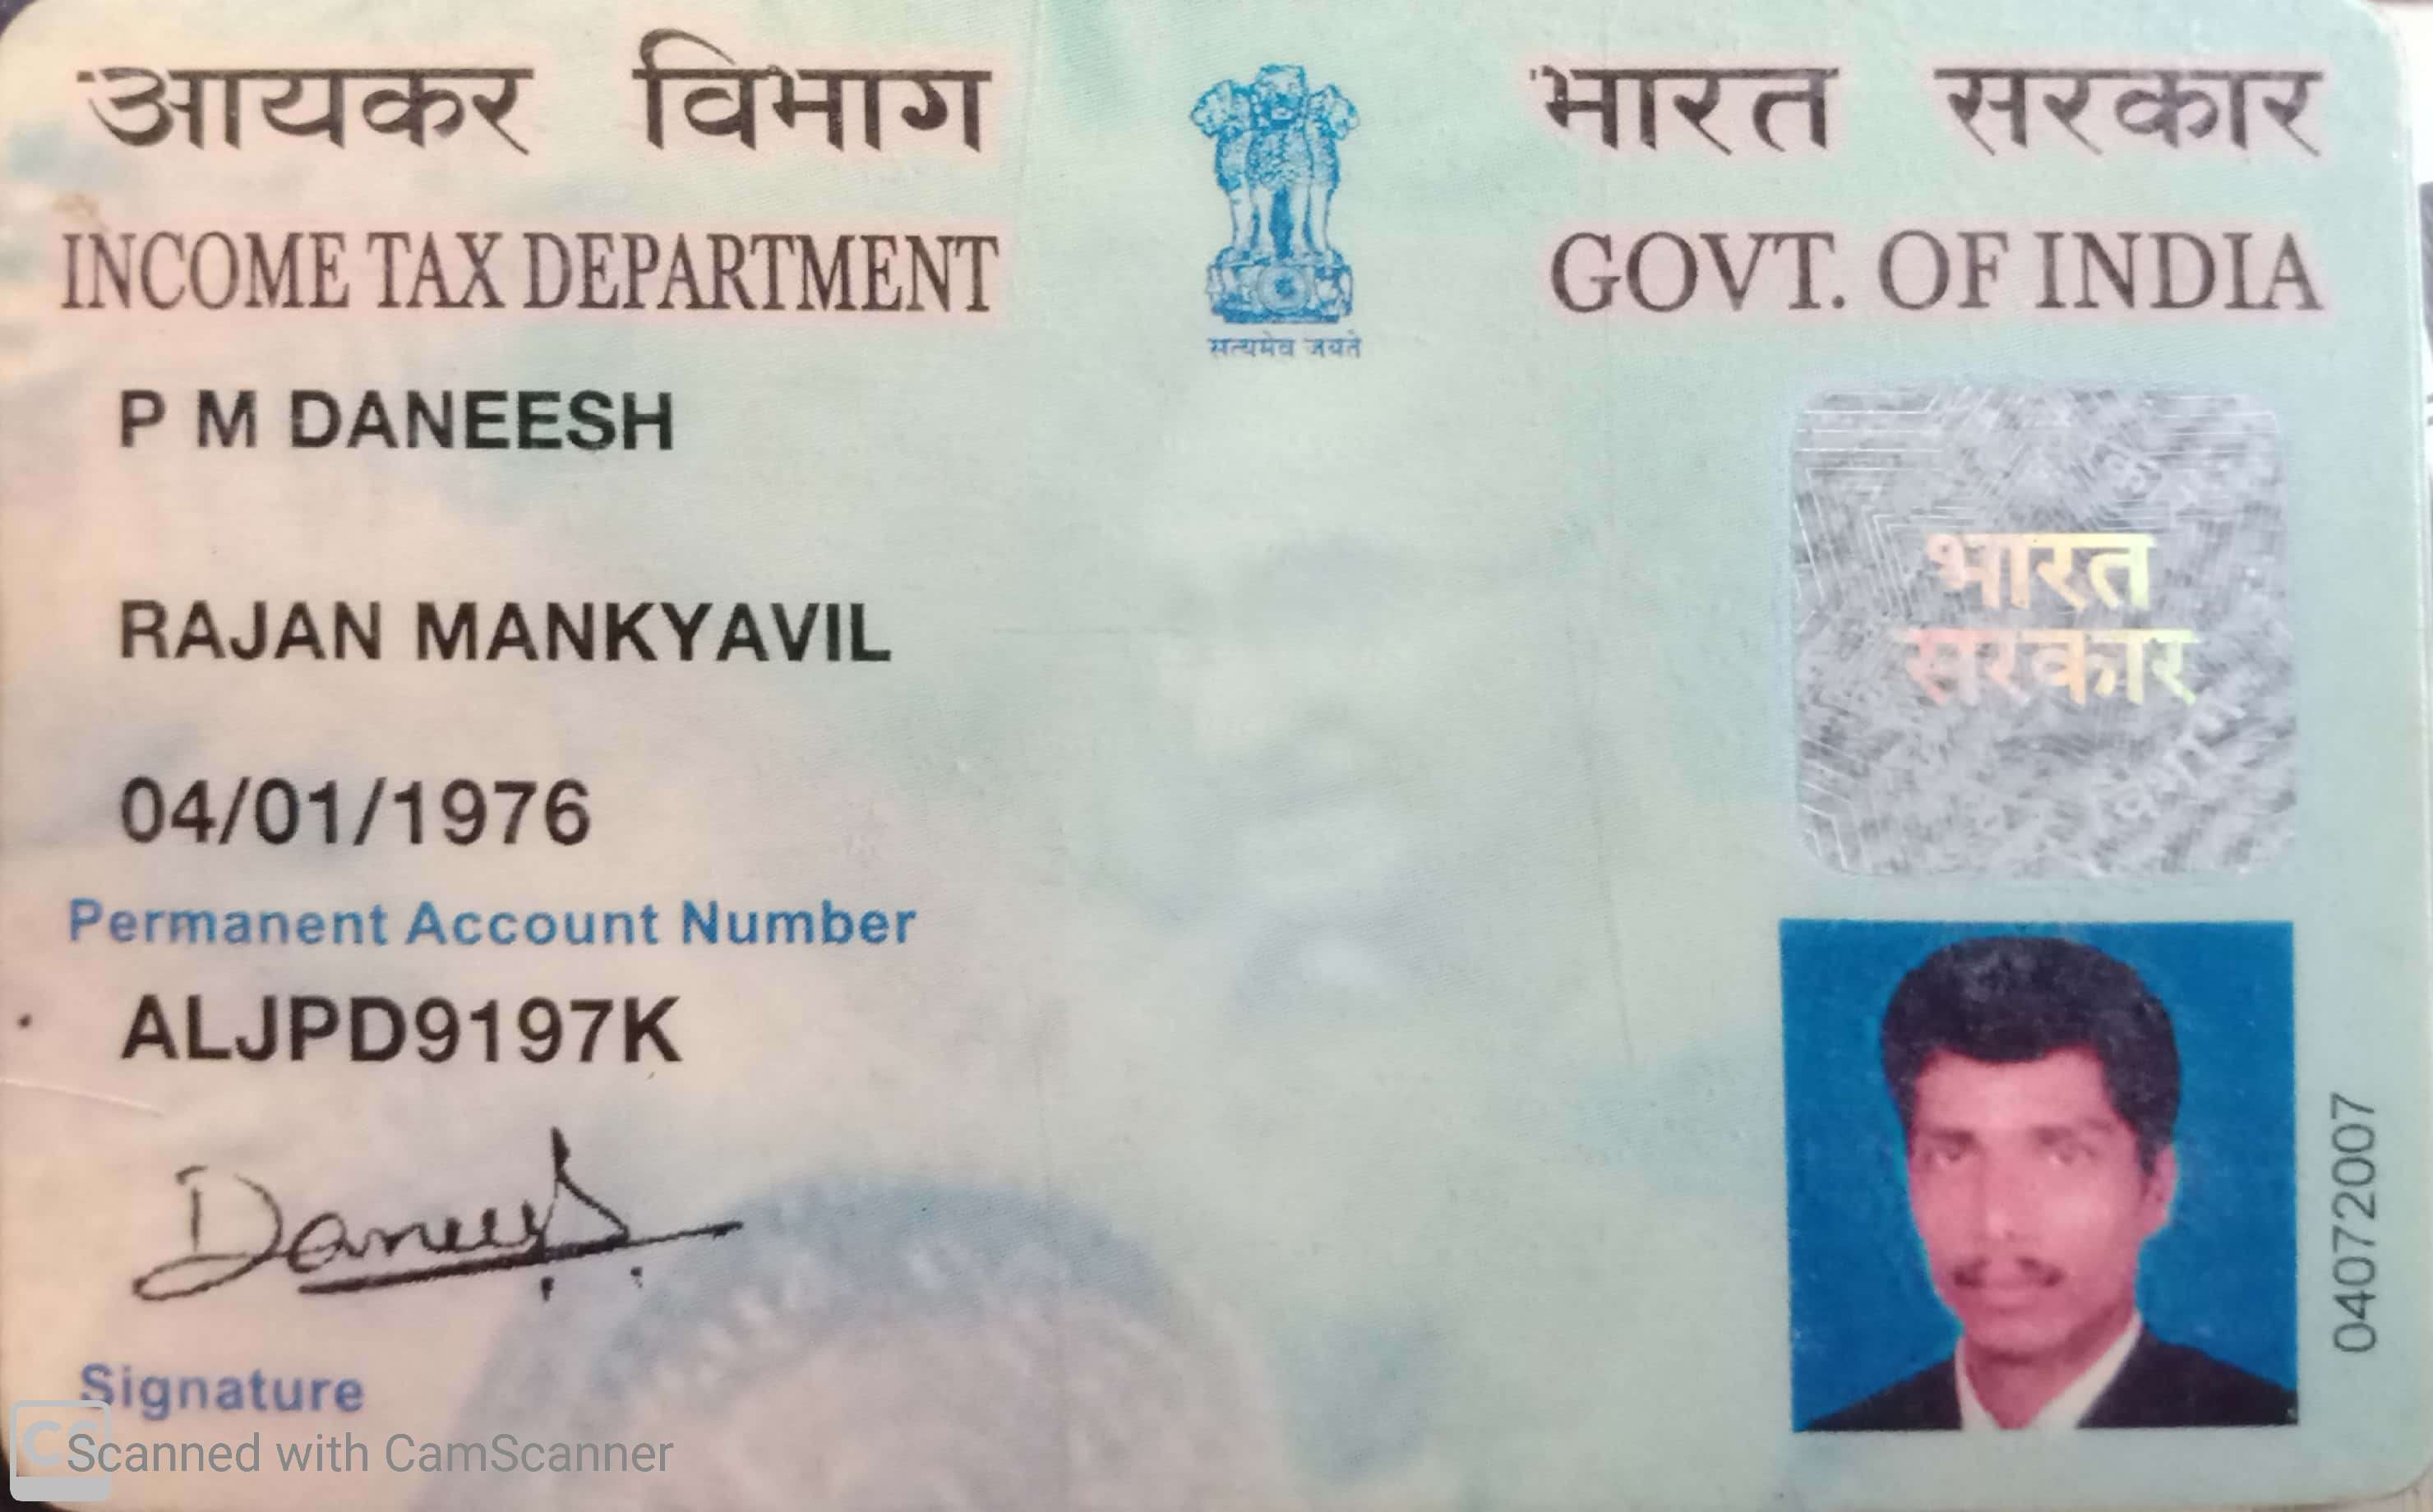 आयकर विभाग
भारत सरकार
INCOME TAX DEPARTMENT
GOVT. OF INDIA
सत्यमेव जयते
P M DANEESH
RAJAN MANKYAVIL
भारत
सरकार
04/01/1976
Permanent Account Number
ALJPD9197K
04072007
Signature
CS Scanned with CamScanner